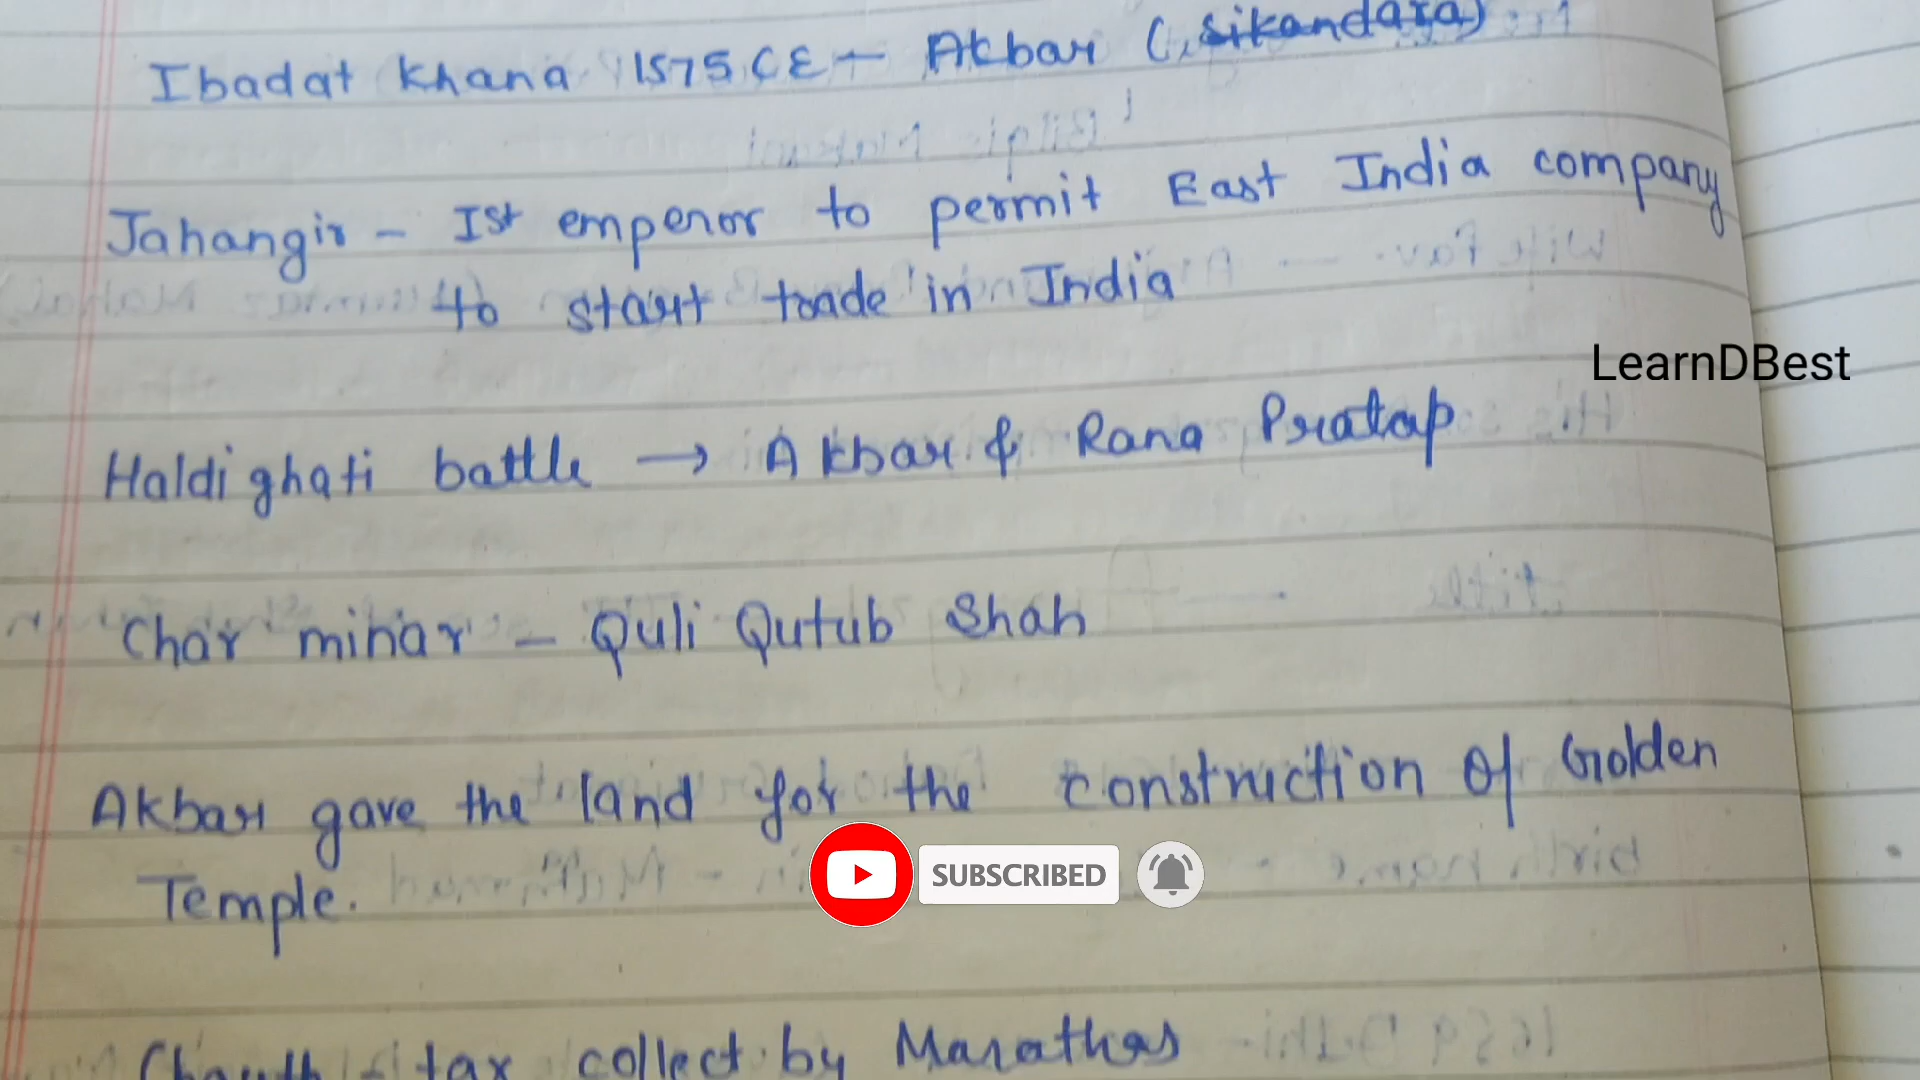 Ibadat Khana 1575 CE - Akbar (Sikandara)
Jahangir - Ist emperor to permit East India company
to start trade in India
LearnDBest
Haldighati battle → Akbar & Rana Pratap
Char minar - Quli Qutub Shah
Akbar gave the land for the construction of Golden
Temple.
SUBSCRIBED
Chauth - tax collect by Marathas